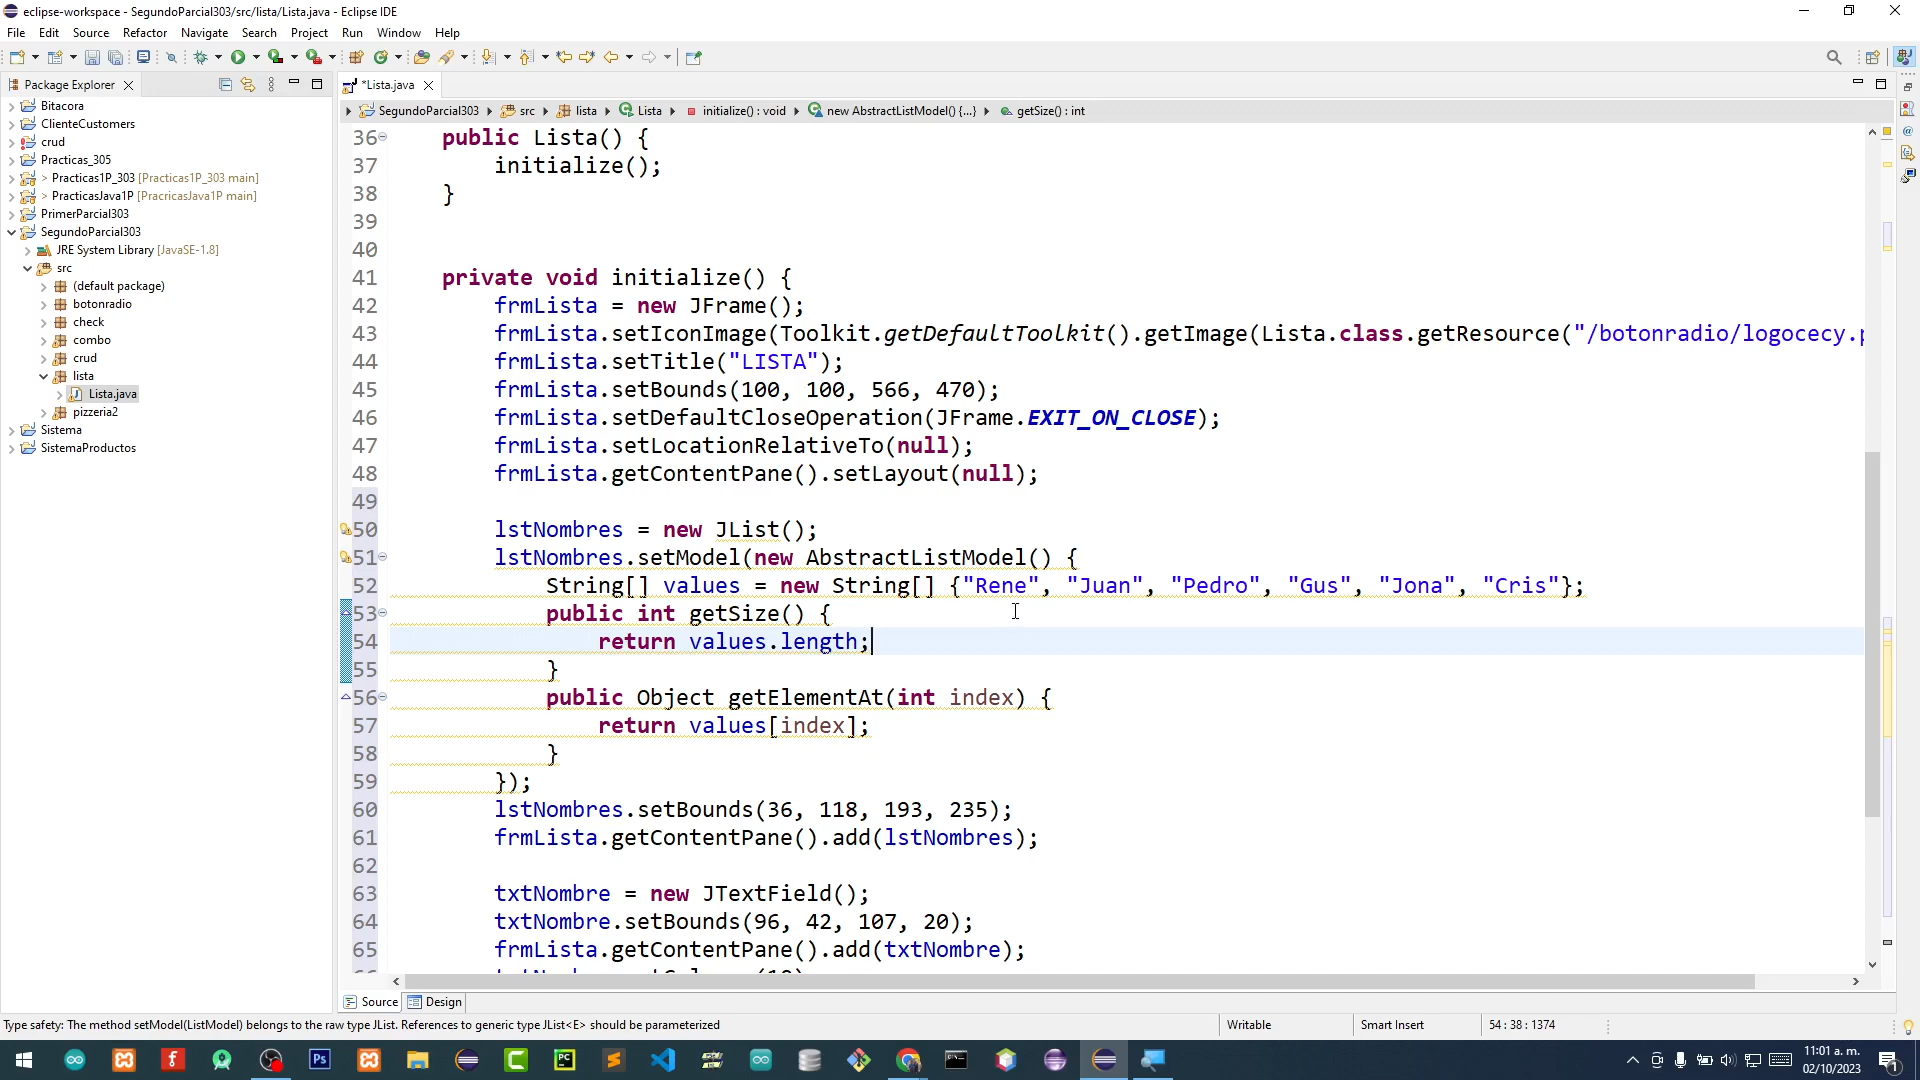 eclipse-workspace - SegundoParcial303/src/lista/Lista.java - Eclipse IDE
File Edit Source Refactor Navigate Search Project Run Window Help
Package Explorer
*Lista.java
SegundoParcial303 src lista Lista initialize() : void new AbstractListModel() {...} getSize() : int
Bitacora
ClienteCustomers
crud
Practicas_305
> Practicas1P_303 [Practicas1P_303 main]
> PracticasJava1P [PracricasJava1P main]
PrimerParcial303
SegundoParcial303
JRE System Library [JavaSE-1.8]
src
(default package)
botonradio
check
combo
crud
lista
Lista.java
pizzeria2
Sistema
SistemaProductos
36 public Lista() {
37 initialize();
38 }
39
40
41 private void initialize() {
42 frmLista = new JFrame();
43 frmLista.setIconImage(Toolkit.getDefaultToolkit().getImage(Lista.class.getResource("/botonradio/logocecy.p
44 frmLista.setTitle("LISTA");
45 frmLista.setBounds(100, 100, 566, 470);
46 frmLista.setDefaultCloseOperation(JFrame.EXIT_ON_CLOSE);
47 frmLista.setLocationRelativeTo(null);
48 frmLista.getContentPane().setLayout(null);
49
50 lstNombres = new JList();
51 lstNombres.setModel(new AbstractListModel() {
52 String[] values = new String[] {"Rene", "Juan", "Pedro", "Gus", "Jona", "Cris"};
53 public int getSize() {
54 return values.length;
55 }
56 public Object getElementAt(int index) {
57 return values[index];
58 }
59 });
60 lstNombres.setBounds(36, 118, 193, 235);
61 frmLista.getContentPane().add(lstNombres);
62
63 txtNombre = new JTextField();
64 txtNombre.setBounds(96, 42, 107, 20);
65 frmLista.getContentPane().add(txtNombre);
Source Design
Type safety: The method setModel(ListModel) belongs to the raw type JList. References to generic type JList<E> should be parameterized
Writable
Smart Insert
54 : 38 : 1374
Ps
PC
11:01 a. m.
02/10/2023
1